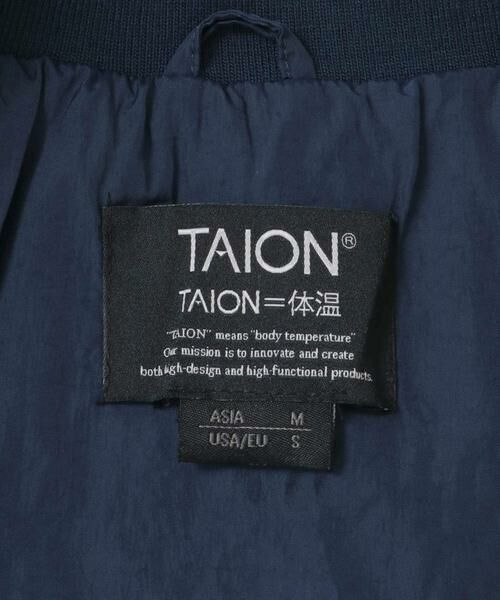 TAION®
TAION=体温
"TAION" means "body temperature"
Our mission is to innovate and create
both high-design and high-functional products.
ASIA M
USA/EU S